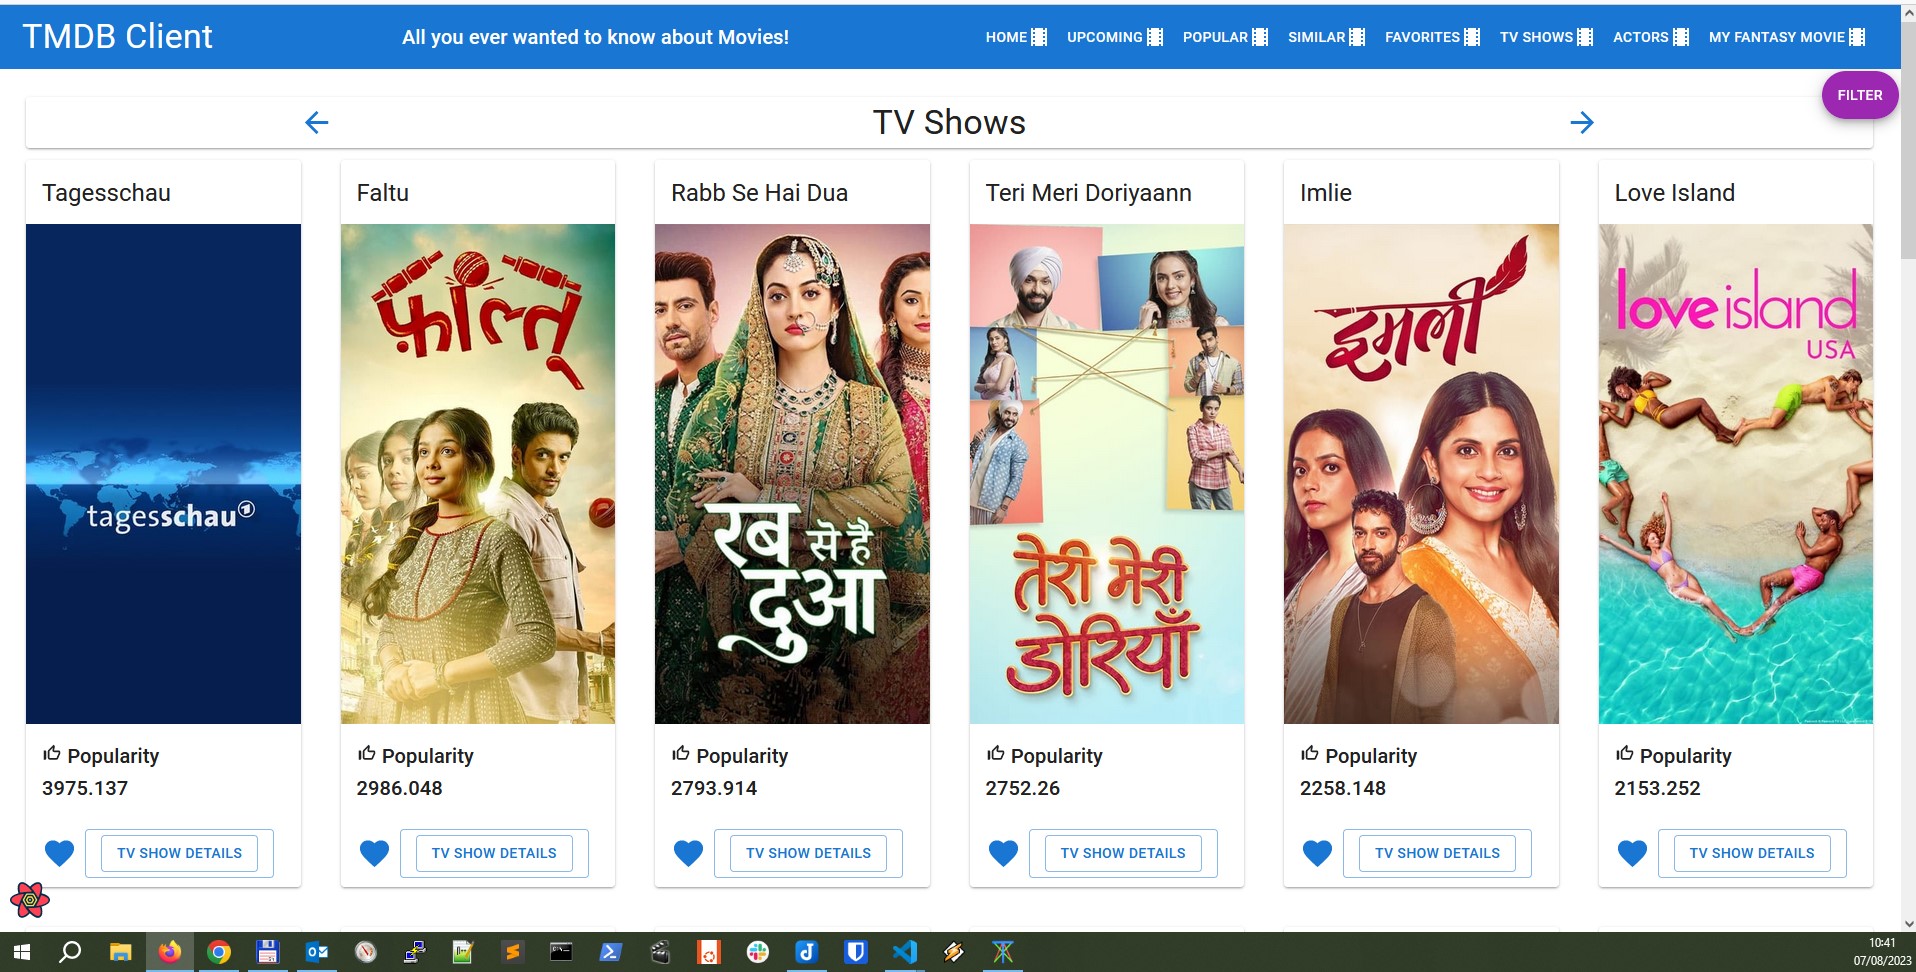 TMDB Client
All you ever wanted to know about Movies!
HOME
UPCOMING
POPULAR
SIMILAR
FAVORITES
TV SHOWS
ACTORS
MY FANTASY MOVIE
FILTER
TV Shows
Tagesschau
Faltu
Rabb Se Hai Dua
Teri Meri Doriyaann
Imlie
Love Island
tagesschau
फ़ालतू
रब से है
दुआ
तेरी मेरी
डोरियाँ
इमली
love island
USA
Popularity
3975.137
Popularity
2986.048
Popularity
2793.914
Popularity
2752.26
Popularity
2258.148
Popularity
2153.252
TV SHOW DETAILS
TV SHOW DETAILS
TV SHOW DETAILS
TV SHOW DETAILS
TV SHOW DETAILS
TV SHOW DETAILS
10:41
07/08/2023